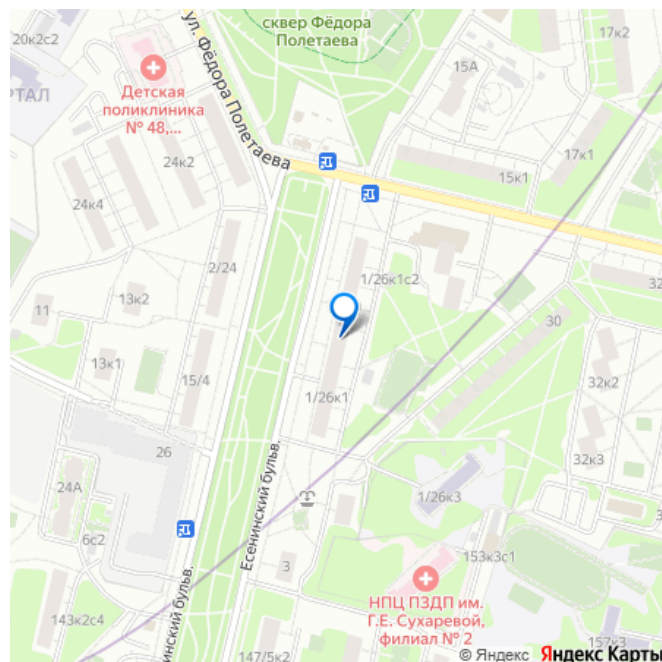 20к2с2
РТАЛ
Детская
поликлиника
№ 48,...
ул. Фёдора Полетаева
сквер Фёдора
Полетаева
17к2
15А
17к1
15к1
24к2
24к4
2/24
1/26к1с2
32
11
13к2
30
13к1
15/4
32к2
1/26к1
26
32к3
24А
Есенинский бульв.
1/26к3
6с2
153к3с1
3
НПЦ ПЗДП им.
Г.Е. Сухаревой,
филиал № 2
143к2с4
инский бульв.
147/5к2
157к3
© Яндекс Яндекс Карты